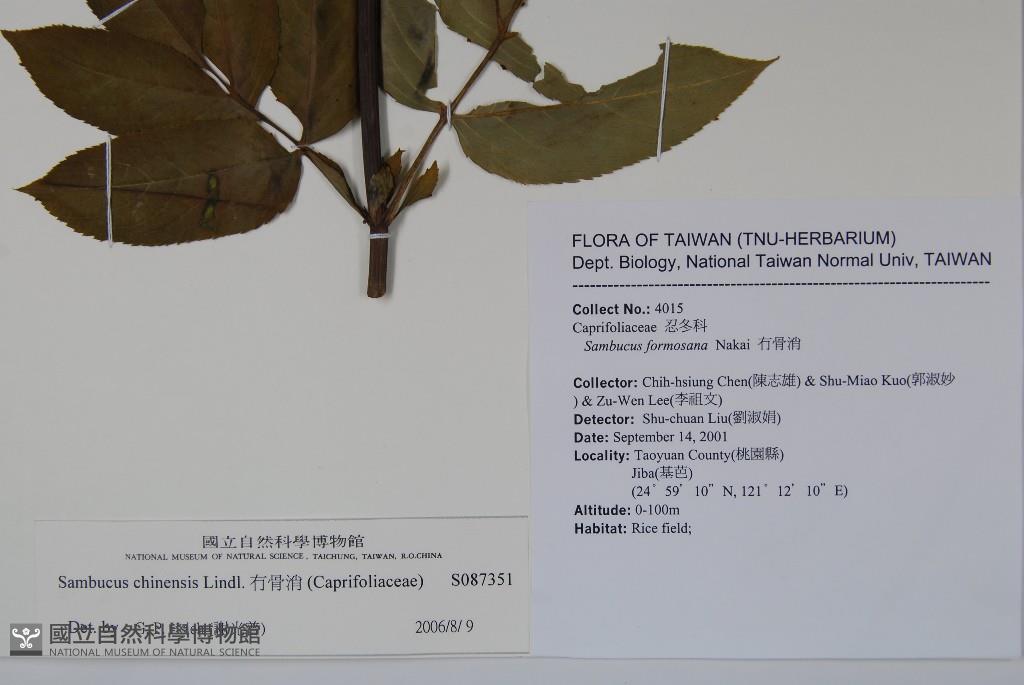 FLORA OF TAIWAN (TNU-HERBARIUM)
Dept. Biology, National Taiwan Normal Univ, TAIWAN
--------------------------------------------------------------------------
Collect No.: 4015
Caprifoliaceae 忍冬科
Sambucus formosana Nakai 冇骨消
Collector: Chih-hsiung Chen(陳志雄) & Shu-Miao Kuo(郭淑妙
) & Zu-Wen Lee(李祖文)
Detector: Shu-chuan Liu(劉淑娟)
Date: September 14, 2001
Locality: Taoyuan County(桃園縣)
Jiba(基芭)
(24° 59' 10" N, 121° 12' 10" E)
Altitude: 0-100m
Habitat: Rice field;
國立自然科學博物館
NATIONAL MUSEUM OF NATURAL SCIENCE, TAICHUNG, TAIWAN, R.O.CHINA
Sambucus chinensis Lindl. 冇骨消 (Caprifoliaceae) S087351
Det. by 2006/8/ 9
國立自然科學博物館
NATIONAL MUSEUM OF NATURAL SCIENCE